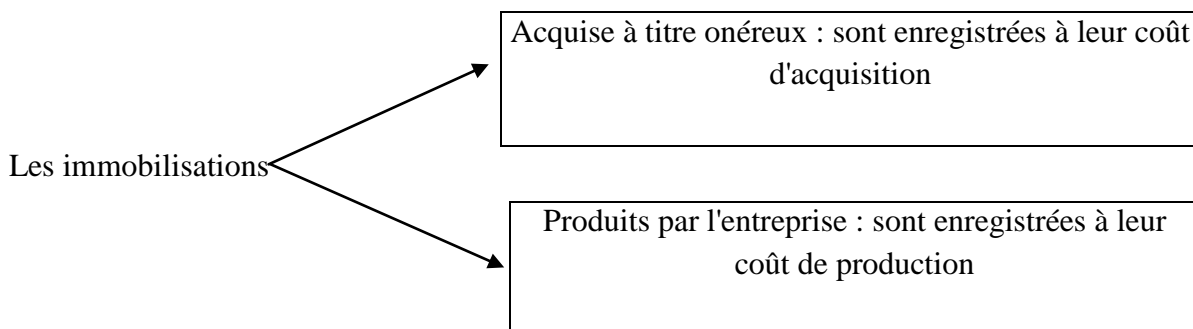 Acquise à titre onéreux : sont enregistrées à leur coût
d'acquisition
Les immobilisations
Produits par l'entreprise : sont enregistrées à leur
coût de production